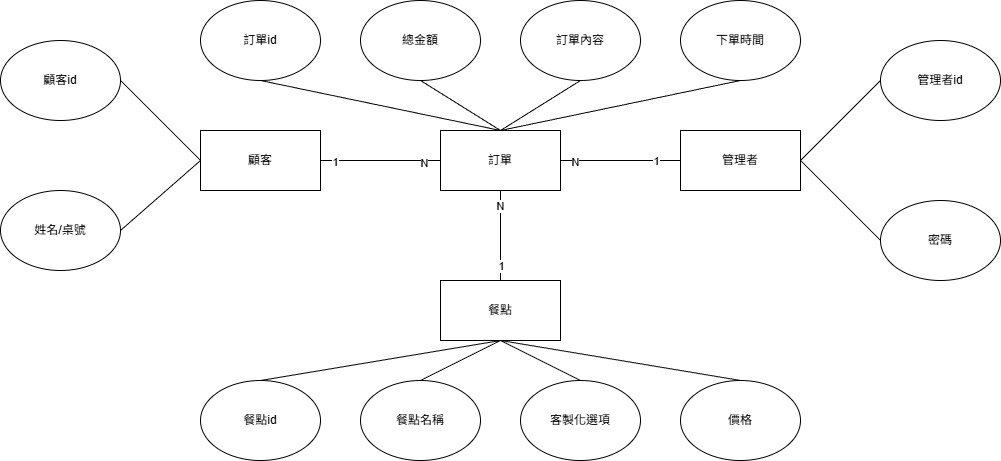 訂單id
總金額
訂單內容
下單時間
顧客id
管理者id
顧客
1
N
訂單
N
1
管理者
姓名/桌號
密碼
N
1
餐點
餐點id
餐點名稱
客製化選項
價格